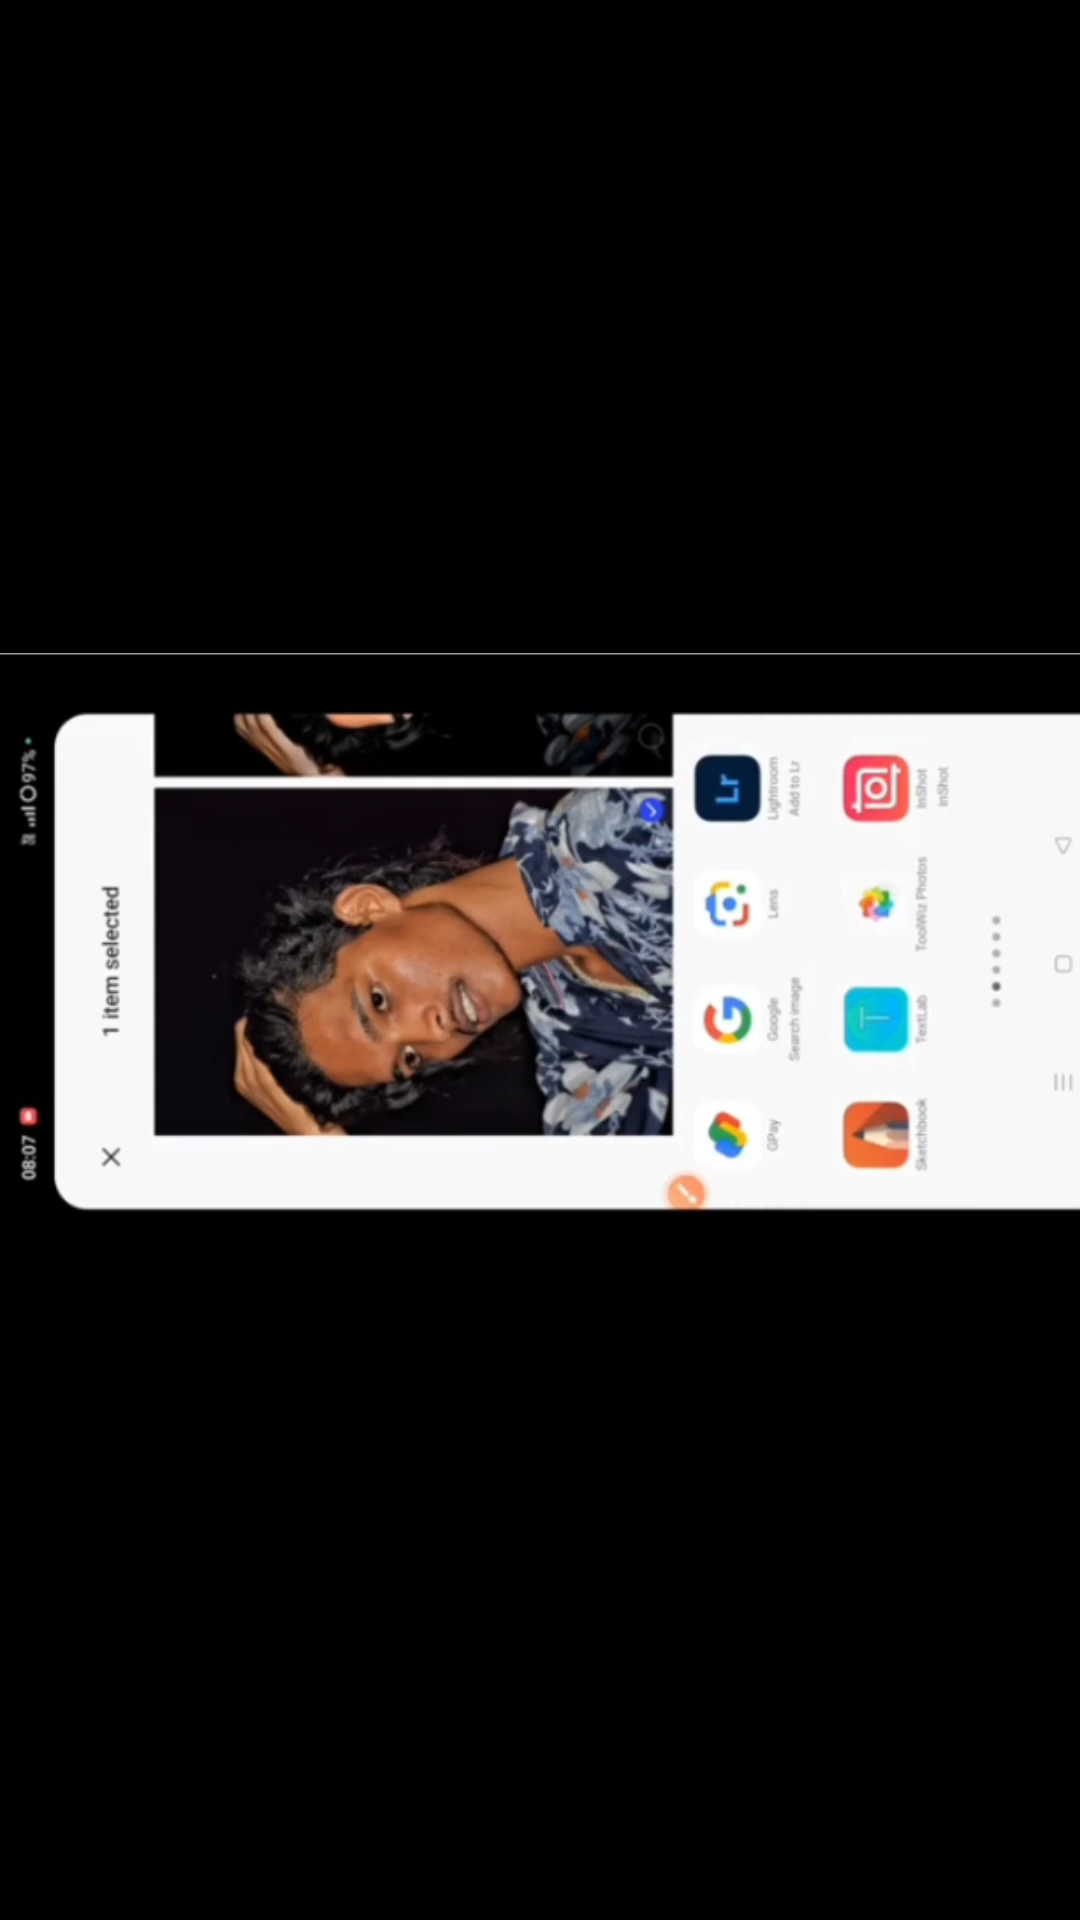 08:07
97%
1 item selected
GPay
Google
Search image
Lens
Lightroom
Add to Lr
Lr
Sketchbook
TextLab
T
ToolWiz Photos
InShot
InShot